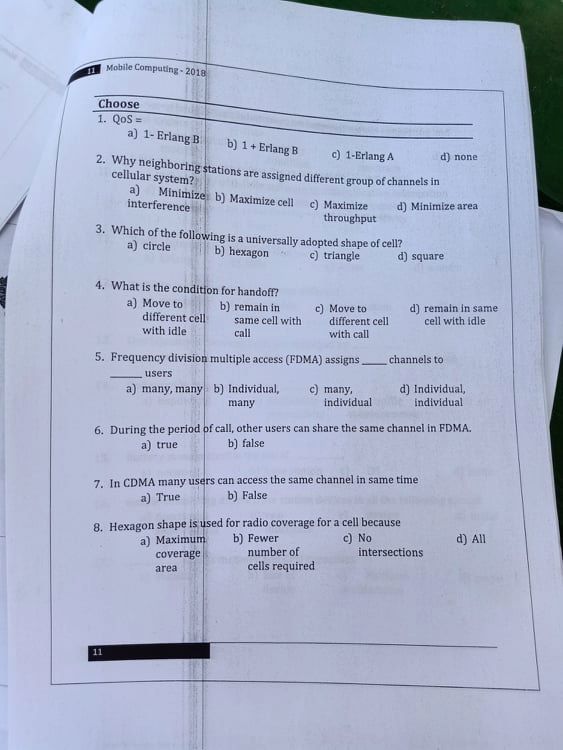 11 Mobile Computing - 2018
Choose
1. QoS =
a) 1- Erlang B b) 1 + Erlang B c) 1-Erlang A d) none
2. Why neighboring stations are assigned different group of channels in
cellular system?
a) Minimize interference b) Maximize cell c) Maximize throughput d) Minimize area
3. Which of the following is a universally adopted shape of cell?
a) circle b) hexagon c) triangle d) square
4. What is the condition for handoff?
a) Move to different cell with idle b) remain in same cell with call c) Move to different cell with call d) remain in same cell with idle
5. Frequency division multiple access (FDMA) assigns ____ channels to
_____ users
a) many, many b) Individual, many c) many, individual d) Individual, individual
6. During the period of call, other users can share the same channel in FDMA.
a) true b) false
7. In CDMA many users can access the same channel in same time
a) True b) False
8. Hexagon shape is used for radio coverage for a cell because
a) Maximum coverage area b) Fewer number of cells required c) No intersections d) All
11